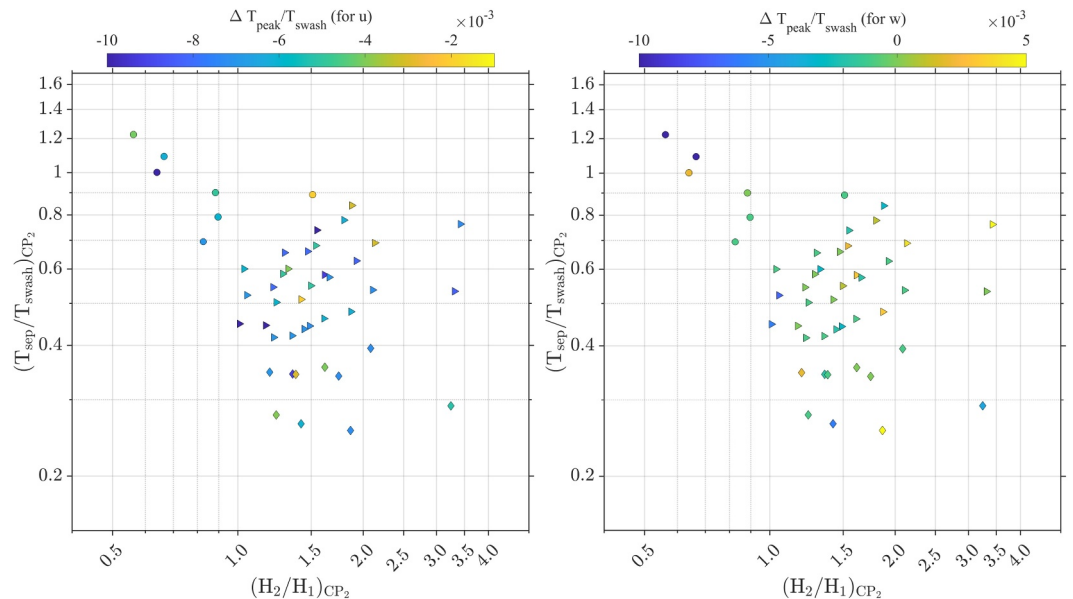 Δ T_peak/T_swash (for u)
×10⁻³
-10 -8 -6 -4 -2
1.6
1.4
1.2
1
0.8
0.6
0.4
0.2
(T_sep/T_swash)_CP₂
0.5 1.0 1.5 2.0 2.5 3.0 3.5 4.0
(H₂/H₁)_CP₂
Δ T_peak/T_swash (for w)
×10⁻³
-10 -5 0 5
1.6
1.4
1.2
1
0.8
0.6
0.4
0.2
(T_sep/T_swash)_CP₂
0.5 1.0 1.5 2.0 2.5 3.0 3.5 4.0
(H₂/H₁)_CP₂